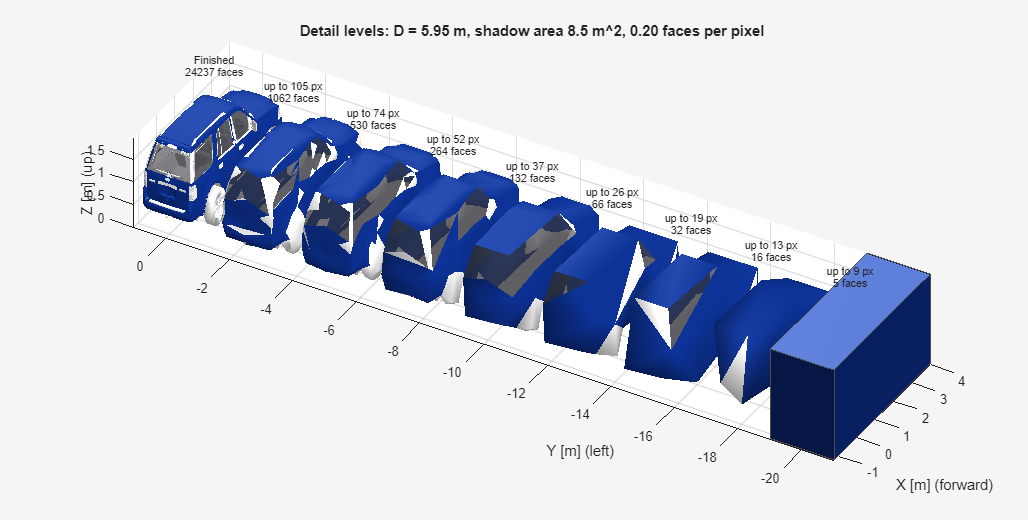 Detail levels: D = 5.95 m, shadow area 8.5 m^2, 0.20 faces per pixel
Finished
24237 faces
up to 105 px
1062 faces
up to 74 px
530 faces
up to 52 px
264 faces
up to 37 px
132 faces
up to 26 px
66 faces
up to 19 px
32 faces
up to 13 px
16 faces
up to 9 px
5 faces
Z [m] (up)
1.5
1
0.5
0
0
-2
-4
-6
-8
-10
-12
-14
-16
-18
-20
Y [m] (left)
4
3
2
1
0
-1
X [m] (forward)